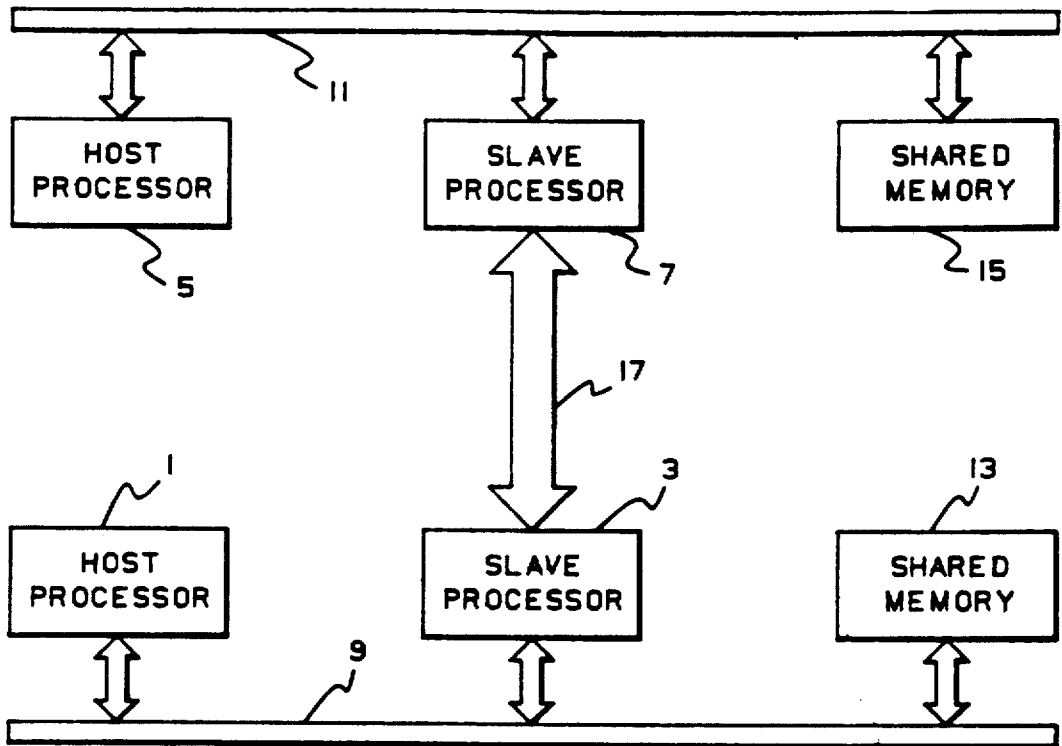 11
HOST
PROCESSOR
SLAVE
PROCESSOR
SHARED
MEMORY
5
7
15
17
1
3
13
HOST
PROCESSOR
SLAVE
PROCESSOR
SHARED
MEMORY
9